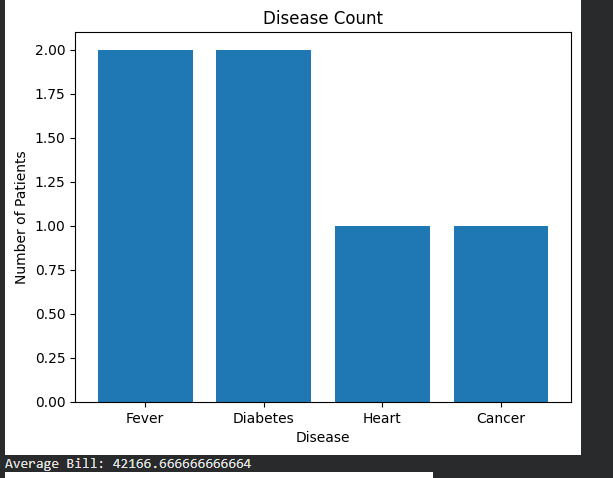 Disease Count
2.00
1.75
1.50
1.25
1.00
0.75
0.50
0.25
0.00
Number of Patients
Fever Diabetes Heart Cancer
Disease
Average Bill: 42166.666666666664